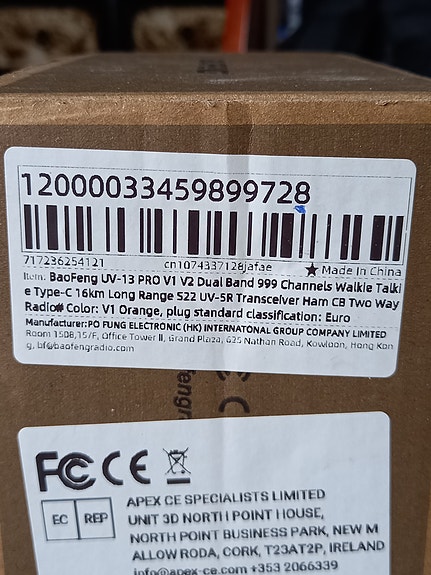 12000033459899728
717236254121 cn1074337128jafae ★ Made In China
Item: BaoFeng UV-13 PRO V1 V2 Dual Band 999 Channels Walkie Talki
e Type-C 16km Long Range S22 UV-5R Transceiver Ham CB Two Way
Radio# Color: V1 Orange, plug standard classification: Euro
Manufacturer:PO FUNG ELECTRONIC (HK) INTERNATONAL GROUP COMPANY LIMITED
Room 1508,15/F, Office Tower II, Grand Plaza, 625 Nathan Road, Kowloon, Hong Kon
g, bf@baofengradio.com
FC CE
EC REP
APEX CE SPECIALISTS LIMITED
UNIT 3D NORTH POINT HOUSE,
NORTH POINT BUSINESS PARK, NEW M
ALLOW RODA, CORK, T23AT2P, IRELAND
info@apex-ce.com +353 2066339